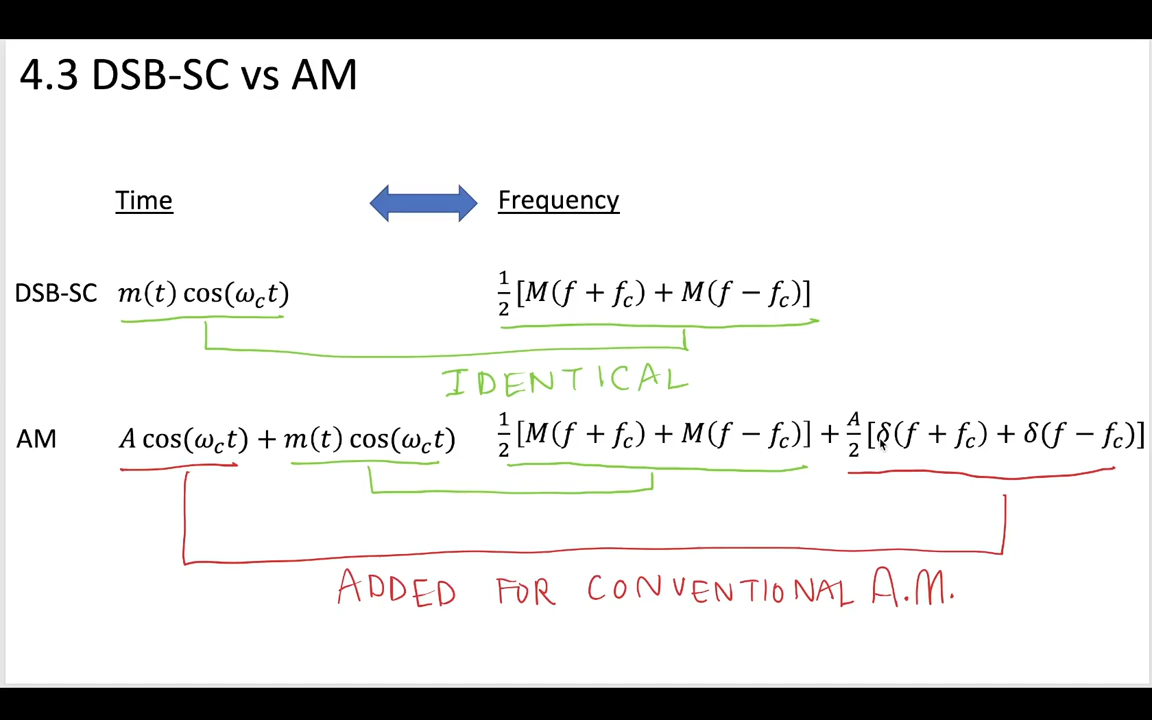 4.3 DSB-SC vs AM
Time Frequency
DSB-SC m(t) cos(ω_c t) 1/2 [M(f + f_c) + M(f − f_c)]
IDENTICAL
AM A cos(ω_c t) + m(t) cos(ω_c t) 1/2 [M(f + f_c) + M(f − f_c)] + A/2 [δ(f + f_c) + δ(f − f_c)]
ADDED FOR CONVENTIONAL A.M.